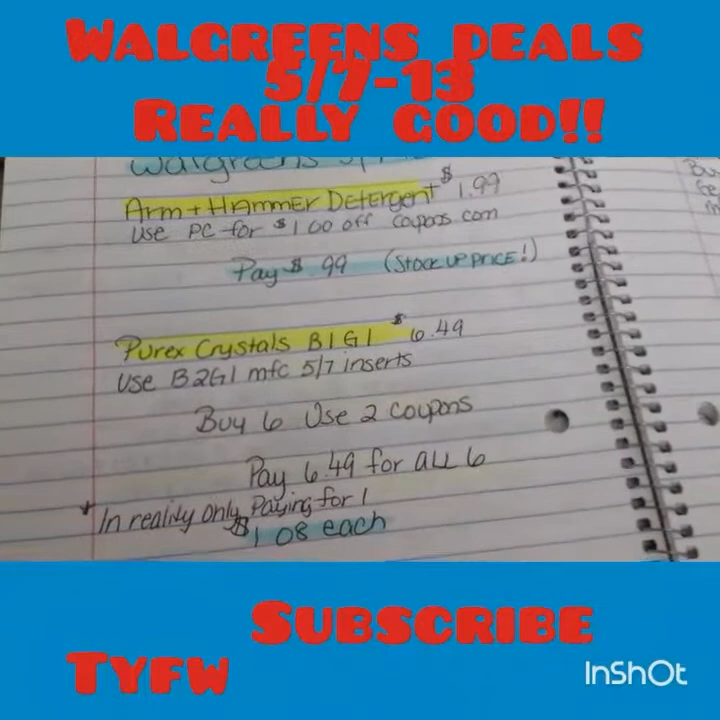 WALGREENS DEALS
5/7-13
REALLY GOOD!!
Walgreens 5/7
Arm + Hammer Detergent $1.99
Use PC for $1.00 off coupons.com
Pay $.99 (Stock up PRICE!)
Purex Crystals B1G1 $6.49
Use B2G1 mfc 5/7 inserts
Buy 6 Use 2 coupons
Pay 6.49 for all 6
* In reality only Paying for 1
$1.08 each
SUBSCRIBE
TYFW
InShOt